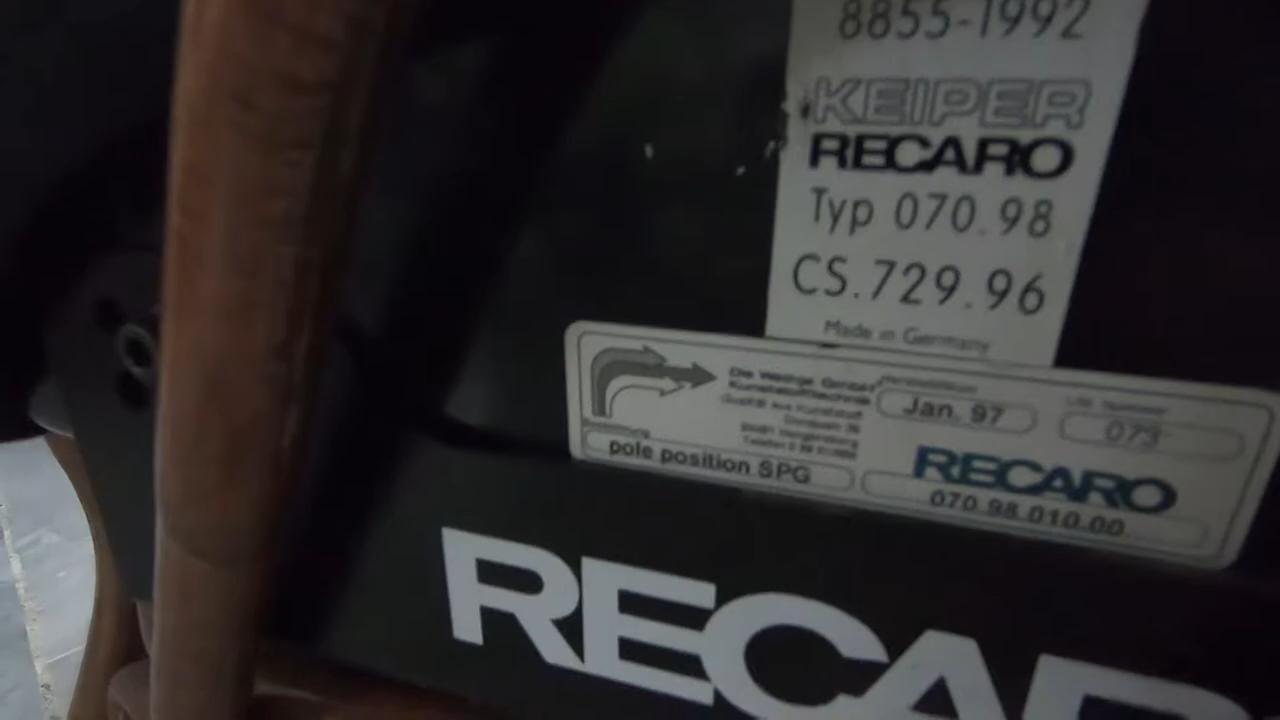 8855-1992
KEIPER
RECARO
Typ 070.98
CS.729.96
Made in Germany
Jan. 97
073
pole position SPG
RECARO
070.98.010.00
RECAR